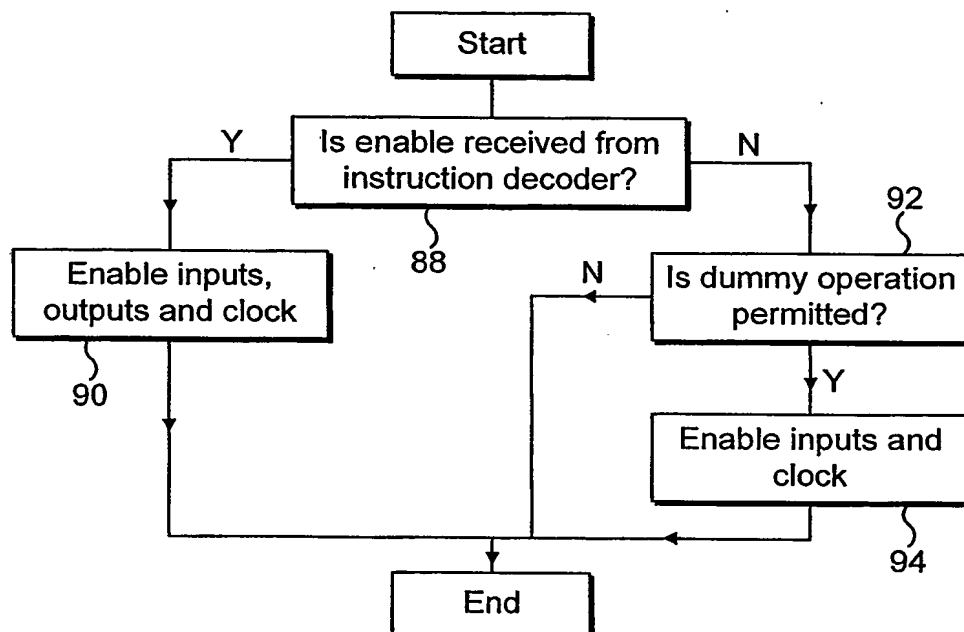 Start
Is enable received from
instruction decoder?
Y
N
88
92
Enable inputs,
outputs and clock
90
Is dummy operation
permitted?
N
Y
Enable inputs and
clock
94
End